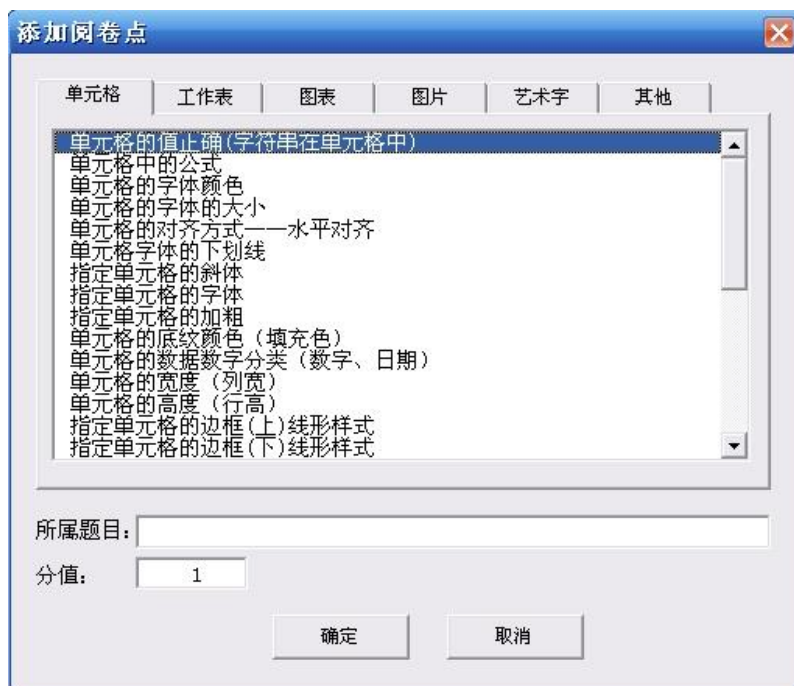 添加阅卷点
单元格 工作表 图表 图片 艺术字 其他
单元格的值正确(字符串在单元格中)
单元格中的公式
单元格的字体颜色
单元格的字体的大小
单元格的对齐方式——水平对齐
单元格字体的下划线
指定单元格的斜体
指定单元格的字体
指定单元格的加粗
单元格的底纹颜色（填充色）
单元格的数据数字分类（数字、日期）
单元格的宽度（列宽）
单元格的高度（行高）
指定单元格的边框(上)线形样式
指定单元格的边框(下)线形样式
所属题目:
分值: 1
确定 取消